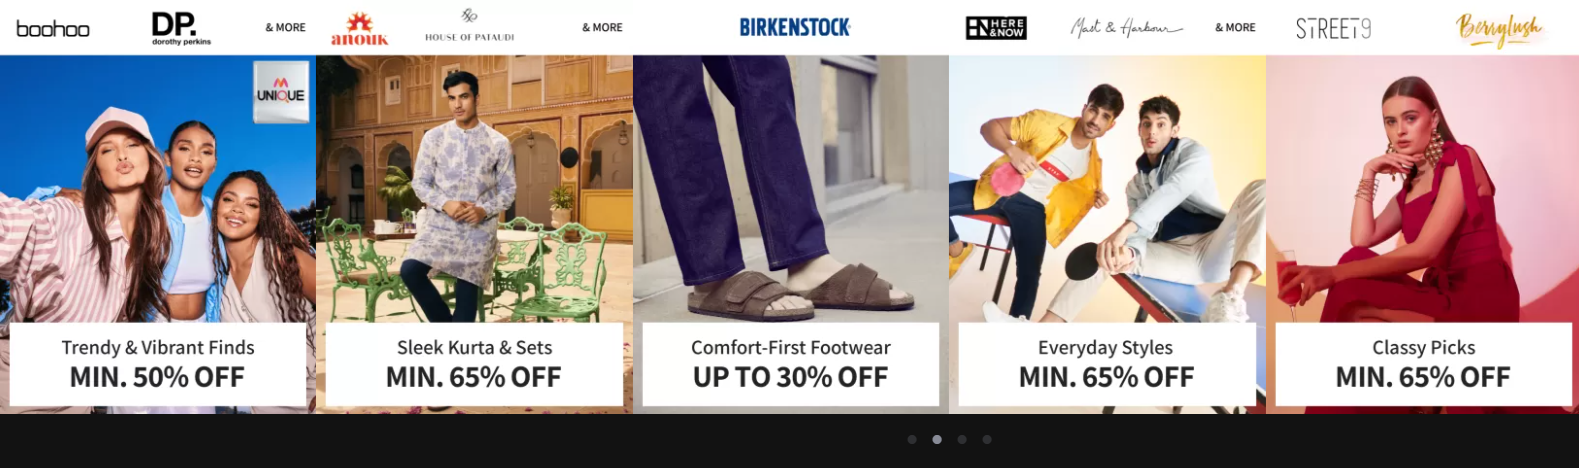 boohoo
DP.
dorothy perkins
& MORE
anouk
HOUSE OF PATAUDI
& MORE
BIRKENSTOCK
HERE
&NOW
Mast & Harbour
& MORE
STREET9
Berrylush
M
UNIQUE
Trendy & Vibrant Finds
MIN. 50% OFF
Sleek Kurta & Sets
MIN. 65% OFF
Comfort-First Footwear
UP TO 30% OFF
Everyday Styles
MIN. 65% OFF
Classy Picks
MIN. 65% OFF